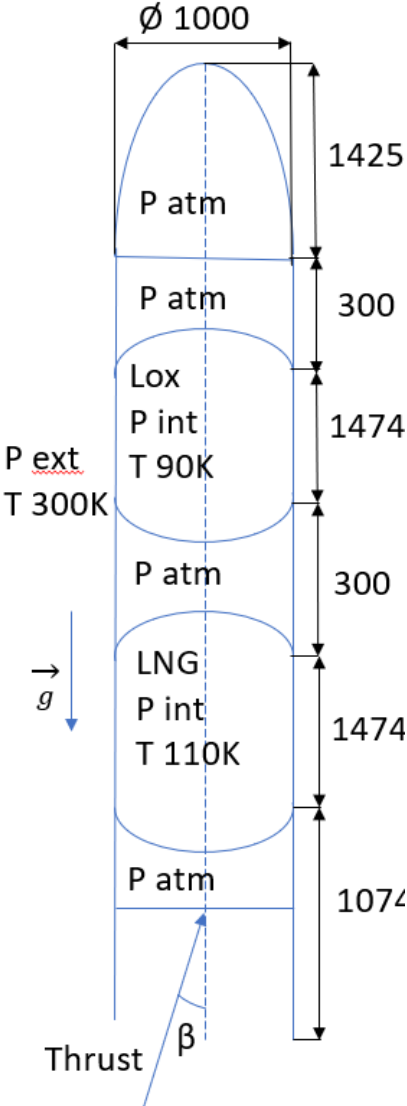 Ø 1000
1425
P atm
P atm
300
Lox
P int
T 90K
1474
P ext
T 300K
P atm
300
LNG
P int
T 110K
g
1474
P atm
1074
β
Thrust